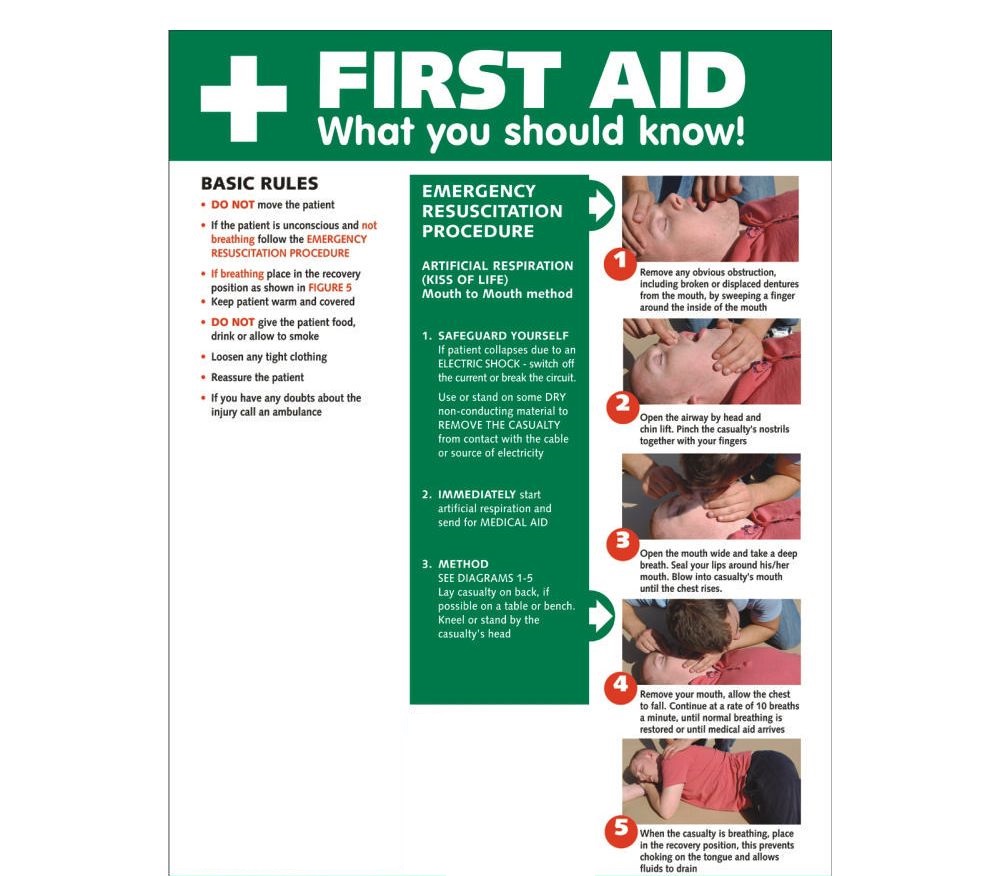 FIRST AID
What you should know!
BASIC RULES
• DO NOT move the patient
• If the patient is unconscious and not
breathing follow the EMERGENCY
RESUSCITATION PROCEDURE
• If breathing place in the recovery
position as shown in FIGURE 5
• Keep patient warm and covered
• DO NOT give the patient food,
drink or allow to smoke
• Loosen any tight clothing
• Reassure the patient
• If you have any doubts about the
injury call an ambulance
EMERGENCY
RESUSCITATION
PROCEDURE
ARTIFICIAL RESPIRATION
(KISS OF LIFE)
Mouth to Mouth method
1. SAFEGUARD YOURSELF
If patient collapses due to an
ELECTRIC SHOCK - switch off
the current or break the circuit.
Use or stand on some DRY
non-conducting material to
REMOVE THE CASUALTY
from contact with the cable
or source of electricity
2. IMMEDIATELY start
artificial respiration and
send for MEDICAL AID
3. METHOD
SEE DIAGRAMS 1-5
Lay casualty on back, if
possible on a table or bench.
Kneel or stand by the
casualty's head
1
Remove any obvious obstruction,
including broken or displaced dentures
from the mouth, by sweeping a finger
around the inside of the mouth
2
Open the airway by head and
chin lift. Pinch the casualty's nostrils
together with your fingers
3
Open the mouth wide and take a deep
breath. Seal your lips around his/her
mouth. Blow into casualty's mouth
until the chest rises.
4
Remove your mouth, allow the chest
to fall. Continue at a rate of 10 breaths
a minute, until normal breathing is
restored or until medical aid arrives
5
When the casualty is breathing, place
in the recovery position, this prevents
choking on the tongue and allows
fluids to drain